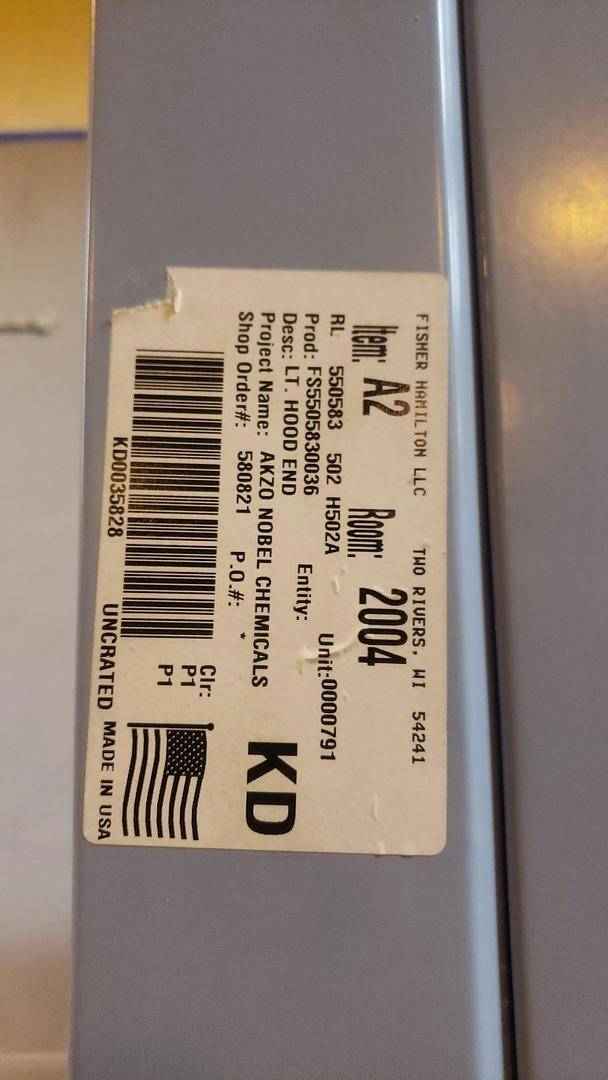 FISHER HAMILTON LLC TWO RIVERS, WI 54241
Item: A2 Room: 2004
RL 550583 502 H502A Unit:0000791
Prod: FS5505830036 Entity:
Desc: LT. HOOD END
Project Name: AKZO NOBEL CHEMICALS
Shop Order#: 580821 P.O.#: *
KD
Clr:
P1
P1
KD0035828 UNCRATED MADE IN USA